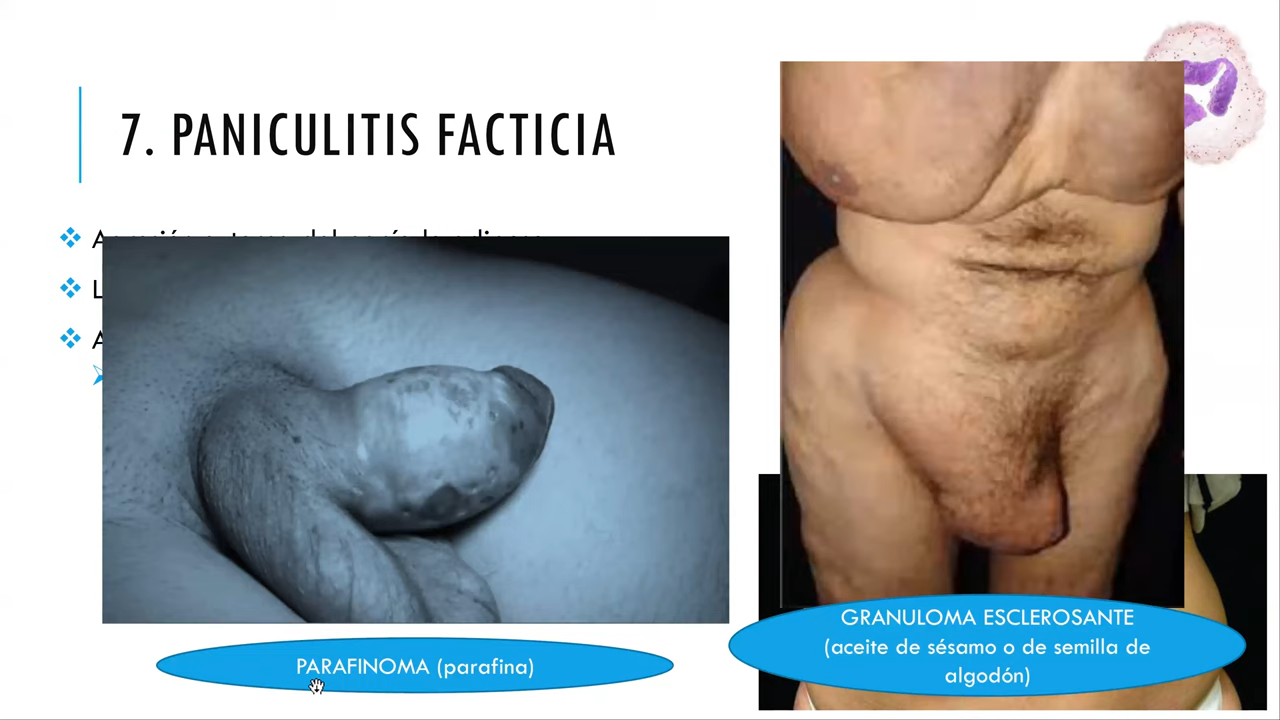 7. PANICULITIS FACTICIA
PARAFINOMA (parafina)
GRANULOMA ESCLEROSANTE
(aceite de sésamo o de semilla de
algodón)